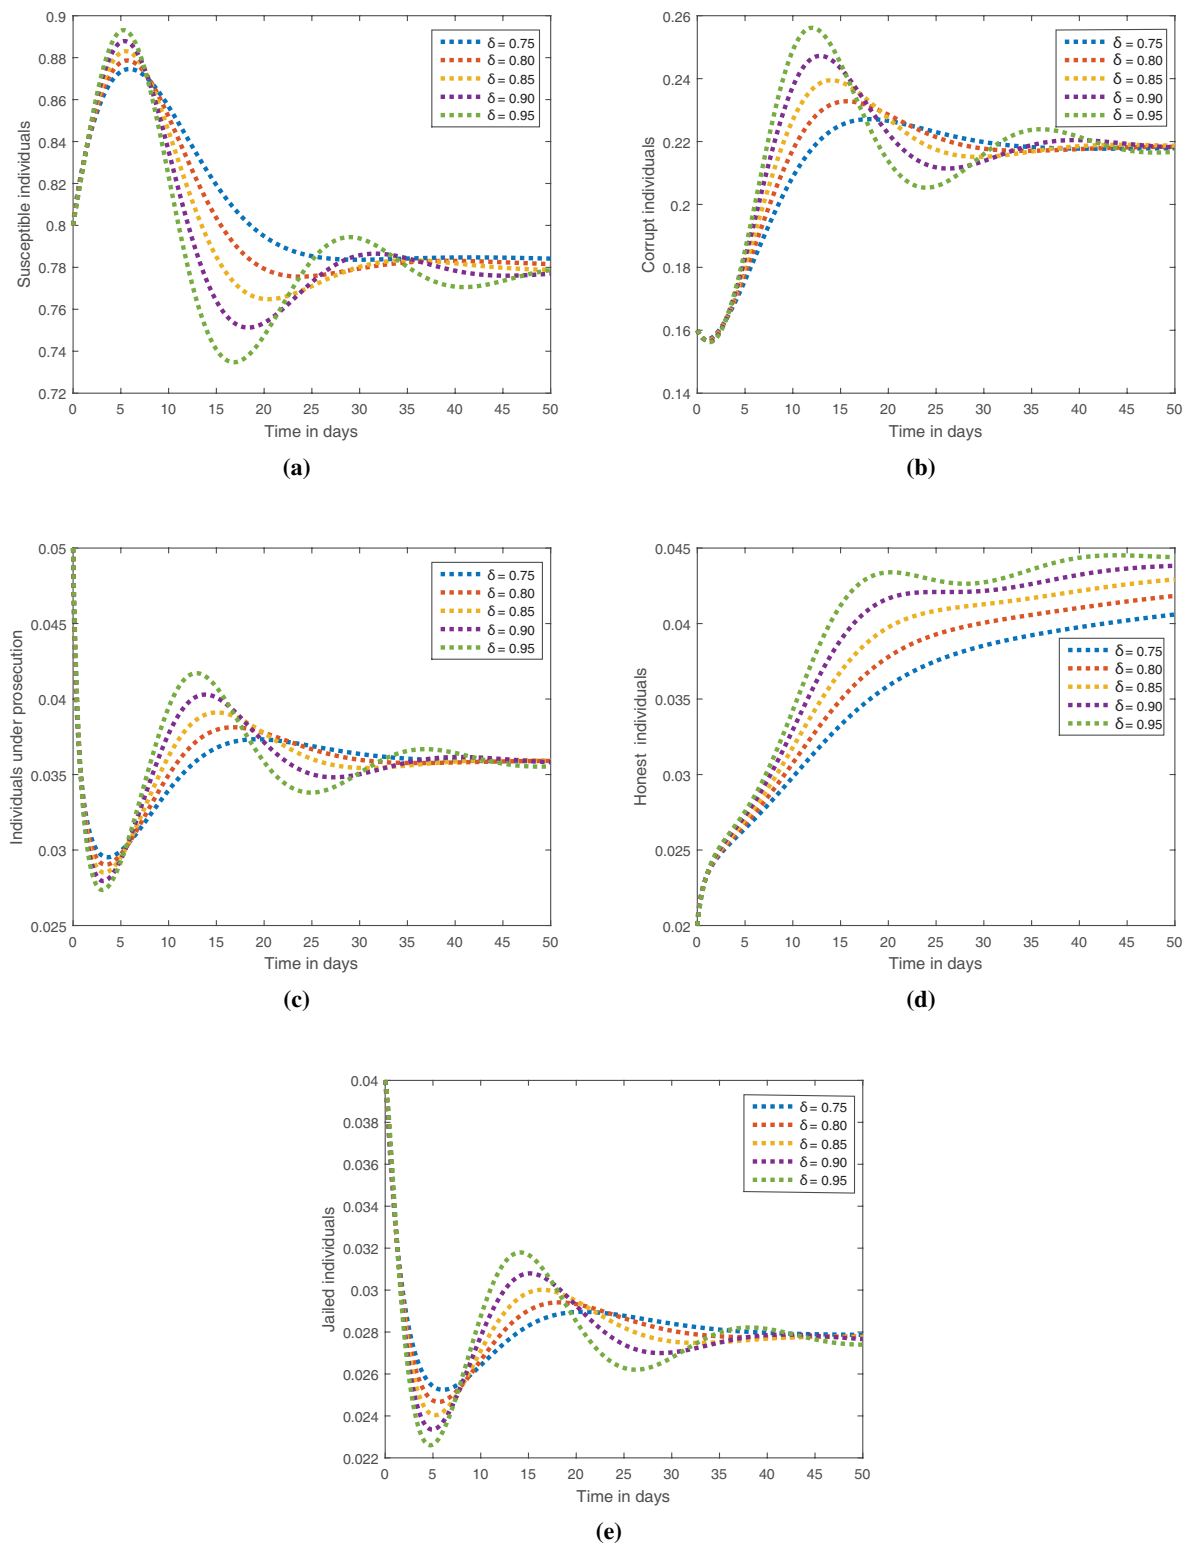 0.9
0.88
0.86
0.84
0.82
0.8
0.78
0.76
0.74
0.72
Susceptible individuals
δ = 0.75
δ = 0.80
δ = 0.85
δ = 0.90
δ = 0.95
0 5 10 15 20 25 30 35 40 45 50
Time in days
(a)
0.26
0.24
0.22
0.2
0.18
0.16
0.14
Corrupt individuals
δ = 0.75
δ = 0.80
δ = 0.85
δ = 0.90
δ = 0.95
0 5 10 15 20 25 30 35 40 45 50
Time in days
(b)
0.05
0.045
0.04
0.035
0.03
0.025
Individuals under prosecution
δ = 0.75
δ = 0.80
δ = 0.85
δ = 0.90
δ = 0.95
0 5 10 15 20 25 30 35 40 45 50
Time in days
(c)
0.045
0.04
0.035
0.03
0.025
0.02
Honest individuals
δ = 0.75
δ = 0.80
δ = 0.85
δ = 0.90
δ = 0.95
0 5 10 15 20 25 30 35 40 45 50
Time in days
(d)
0.04
0.038
0.036
0.034
0.032
0.03
0.028
0.026
0.024
0.022
Jailed individuals
δ = 0.75
δ = 0.80
δ = 0.85
δ = 0.90
δ = 0.95
0 5 10 15 20 25 30 35 40 45 50
Time in days
(e)